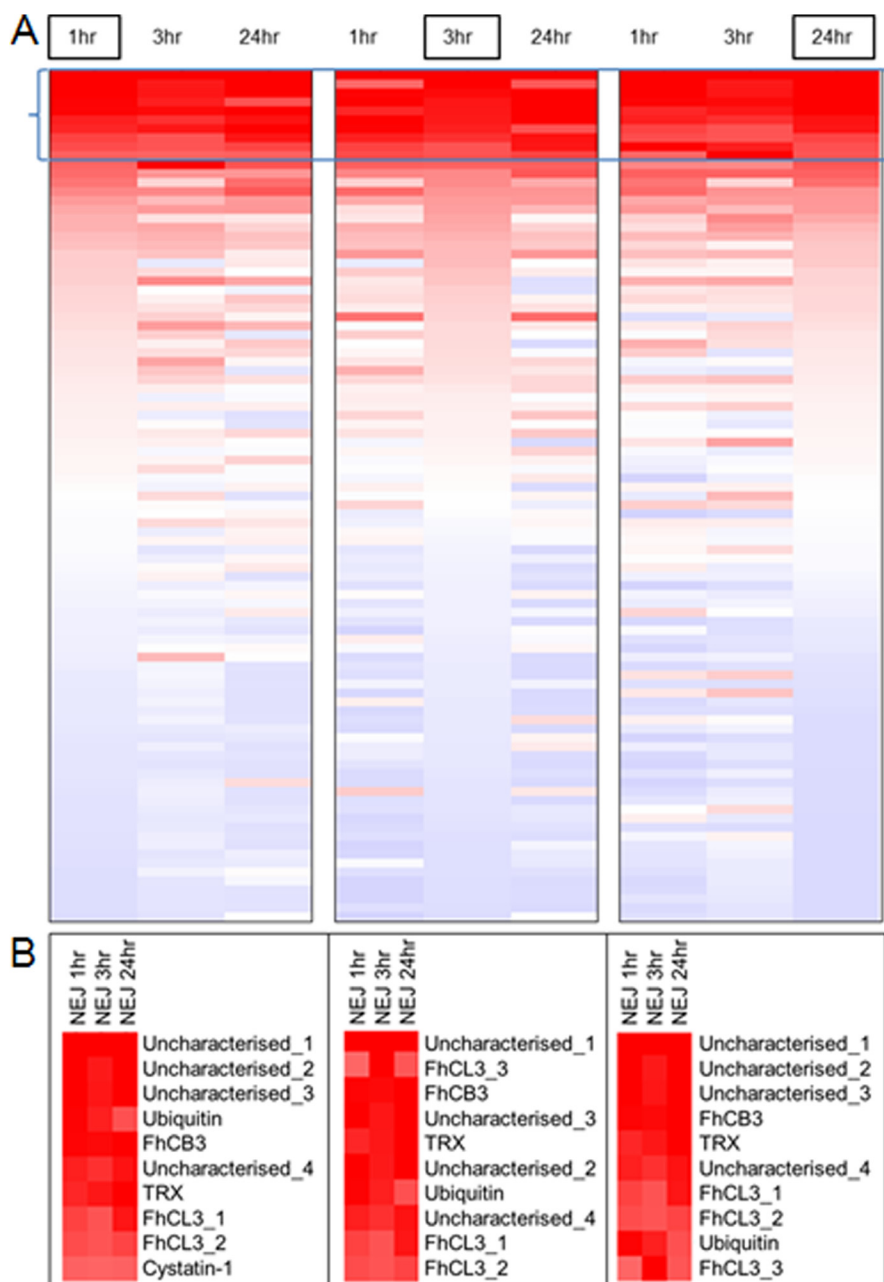 A
1hr 3hr 24hr 1hr 3hr 24hr 1hr 3hr 24hr
B
NEJ 1hr
NEJ 3hr
NEJ 24hr
Uncharacterised_1
Uncharacterised_2
Uncharacterised_3
Ubiquitin
FhCB3
Uncharacterised_4
TRX
FhCL3_1
FhCL3_2
Cystatin-1
NEJ 1hr
NEJ 3hr
NEJ 24hr
Uncharacterised_1
FhCL3_3
FhCB3
Uncharacterised_3
TRX
Uncharacterised_2
Ubiquitin
Uncharacterised_4
FhCL3_1
FhCL3_2
NEJ 1hr
NEJ 3hr
NEJ 24hr
Uncharacterised_1
Uncharacterised_2
Uncharacterised_3
FhCB3
TRX
Uncharacterised_4
FhCL3_1
FhCL3_2
Ubiquitin
FhCL3_3